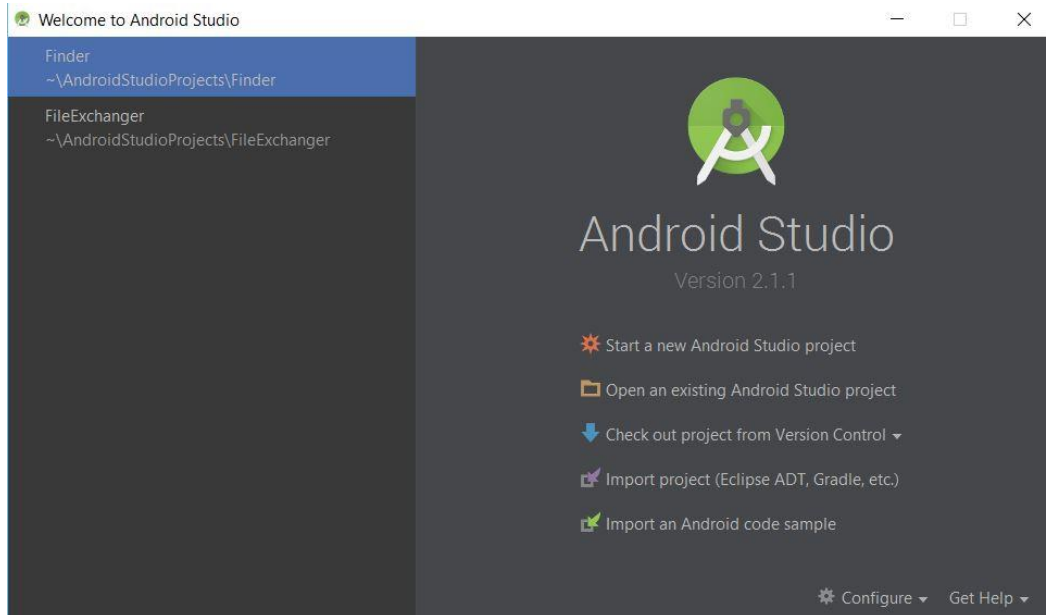 Welcome to Android Studio
Finder
~\AndroidStudioProjects\Finder
FileExchanger
~\AndroidStudioProjects\FileExchanger
Android Studio
Version 2.1.1
Start a new Android Studio project
Open an existing Android Studio project
Check out project from Version Control
Import project (Eclipse ADT, Gradle, etc.)
Import an Android code sample
Configure Get Help